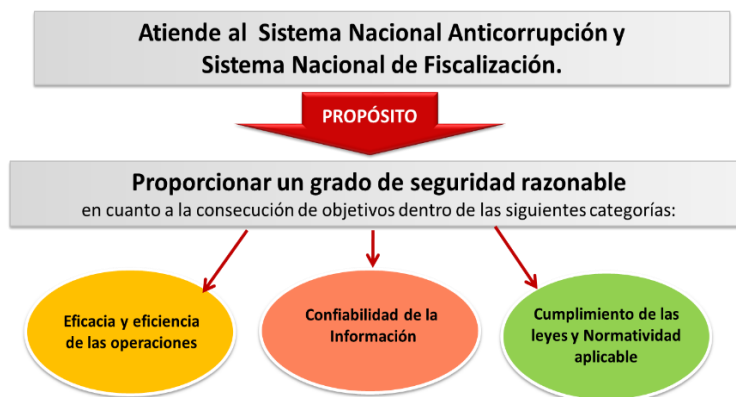 Atiende al Sistema Nacional Anticorrupción y
Sistema Nacional de Fiscalización.
PROPÓSITO
Proporcionar un grado de seguridad razonable
en cuanto a la consecución de objetivos dentro de las siguientes categorías:
Eficacia y eficiencia
de las operaciones
Confiabilidad de la
Información
Cumplimiento de las
leyes y Normatividad
aplicable